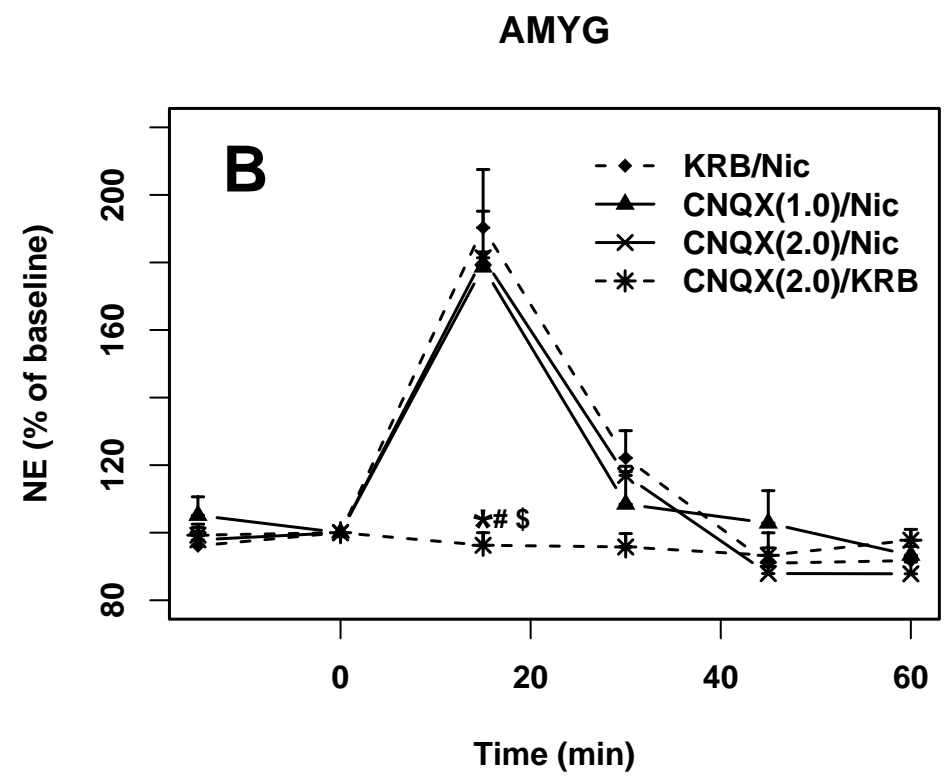 AMYG
B
KRB/Nic
CNQX(1.0)/Nic
CNQX(2.0)/Nic
CNQX(2.0)/KRB
NE (% of baseline)
200
160
120
80
*# $
0 20 40 60
Time (min)